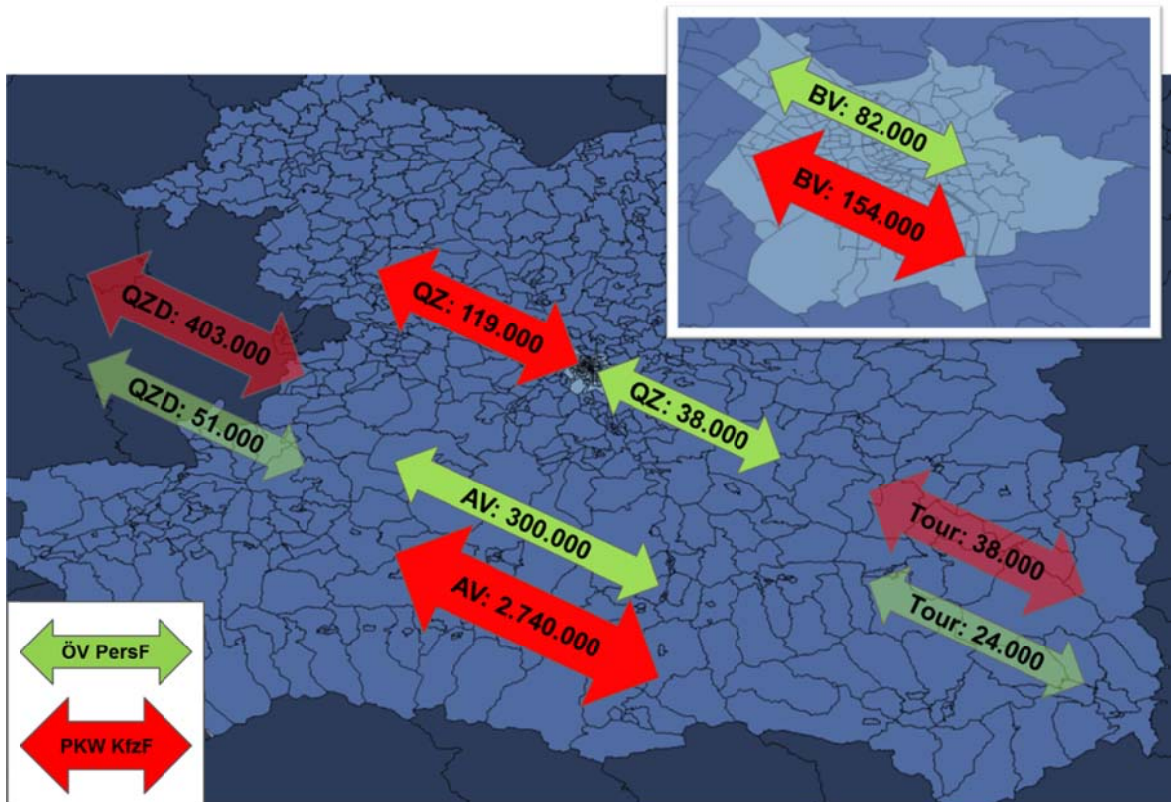 BV: 82.000
BV: 154.000
QZD: 403.000
QZ: 119.000
QZD: 51.000
QZ: 38.000
AV: 300.000
Tour: 38.000
AV: 2.740.000
Tour: 24.000
ÖV PersF
PKW KfzF